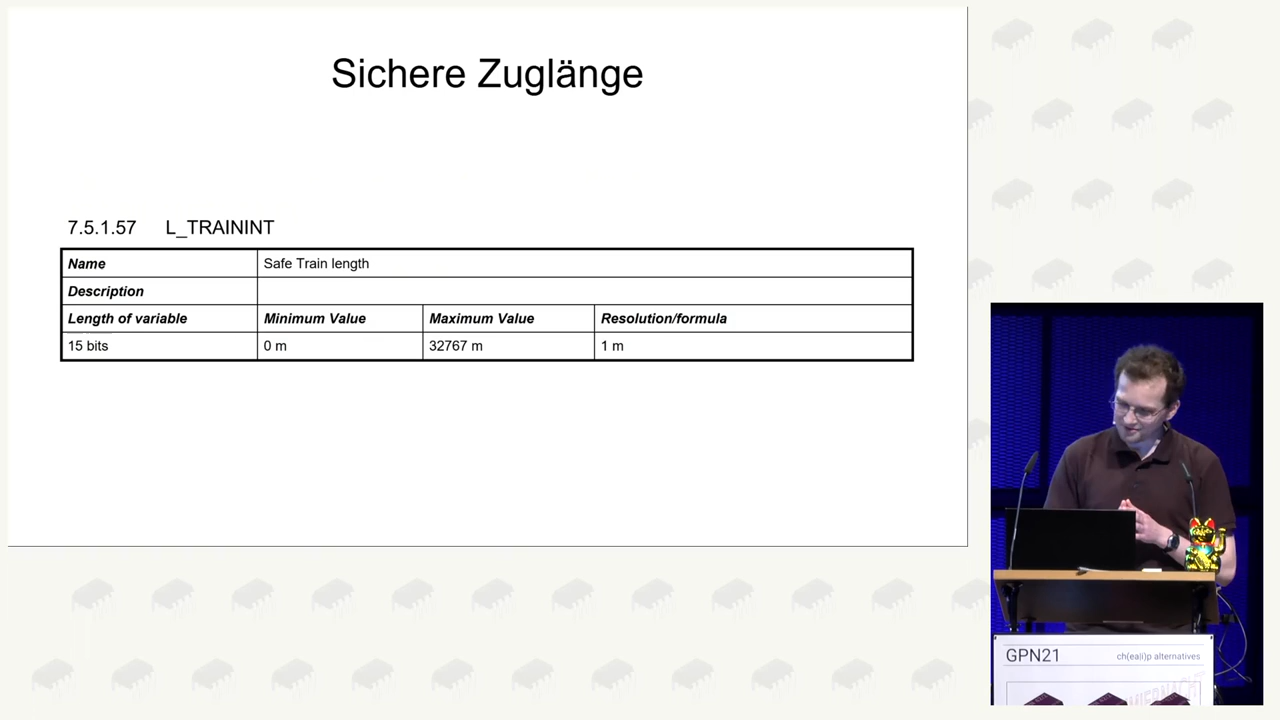 Sichere Zuglänge
7.5.1.57 L_TRAININT
Name Safe Train length
Description
Length of variable Minimum Value Maximum Value Resolution/formula
15 bits 0 m 32767 m 1 m
GPN21 ch(ea|i)p alternatives